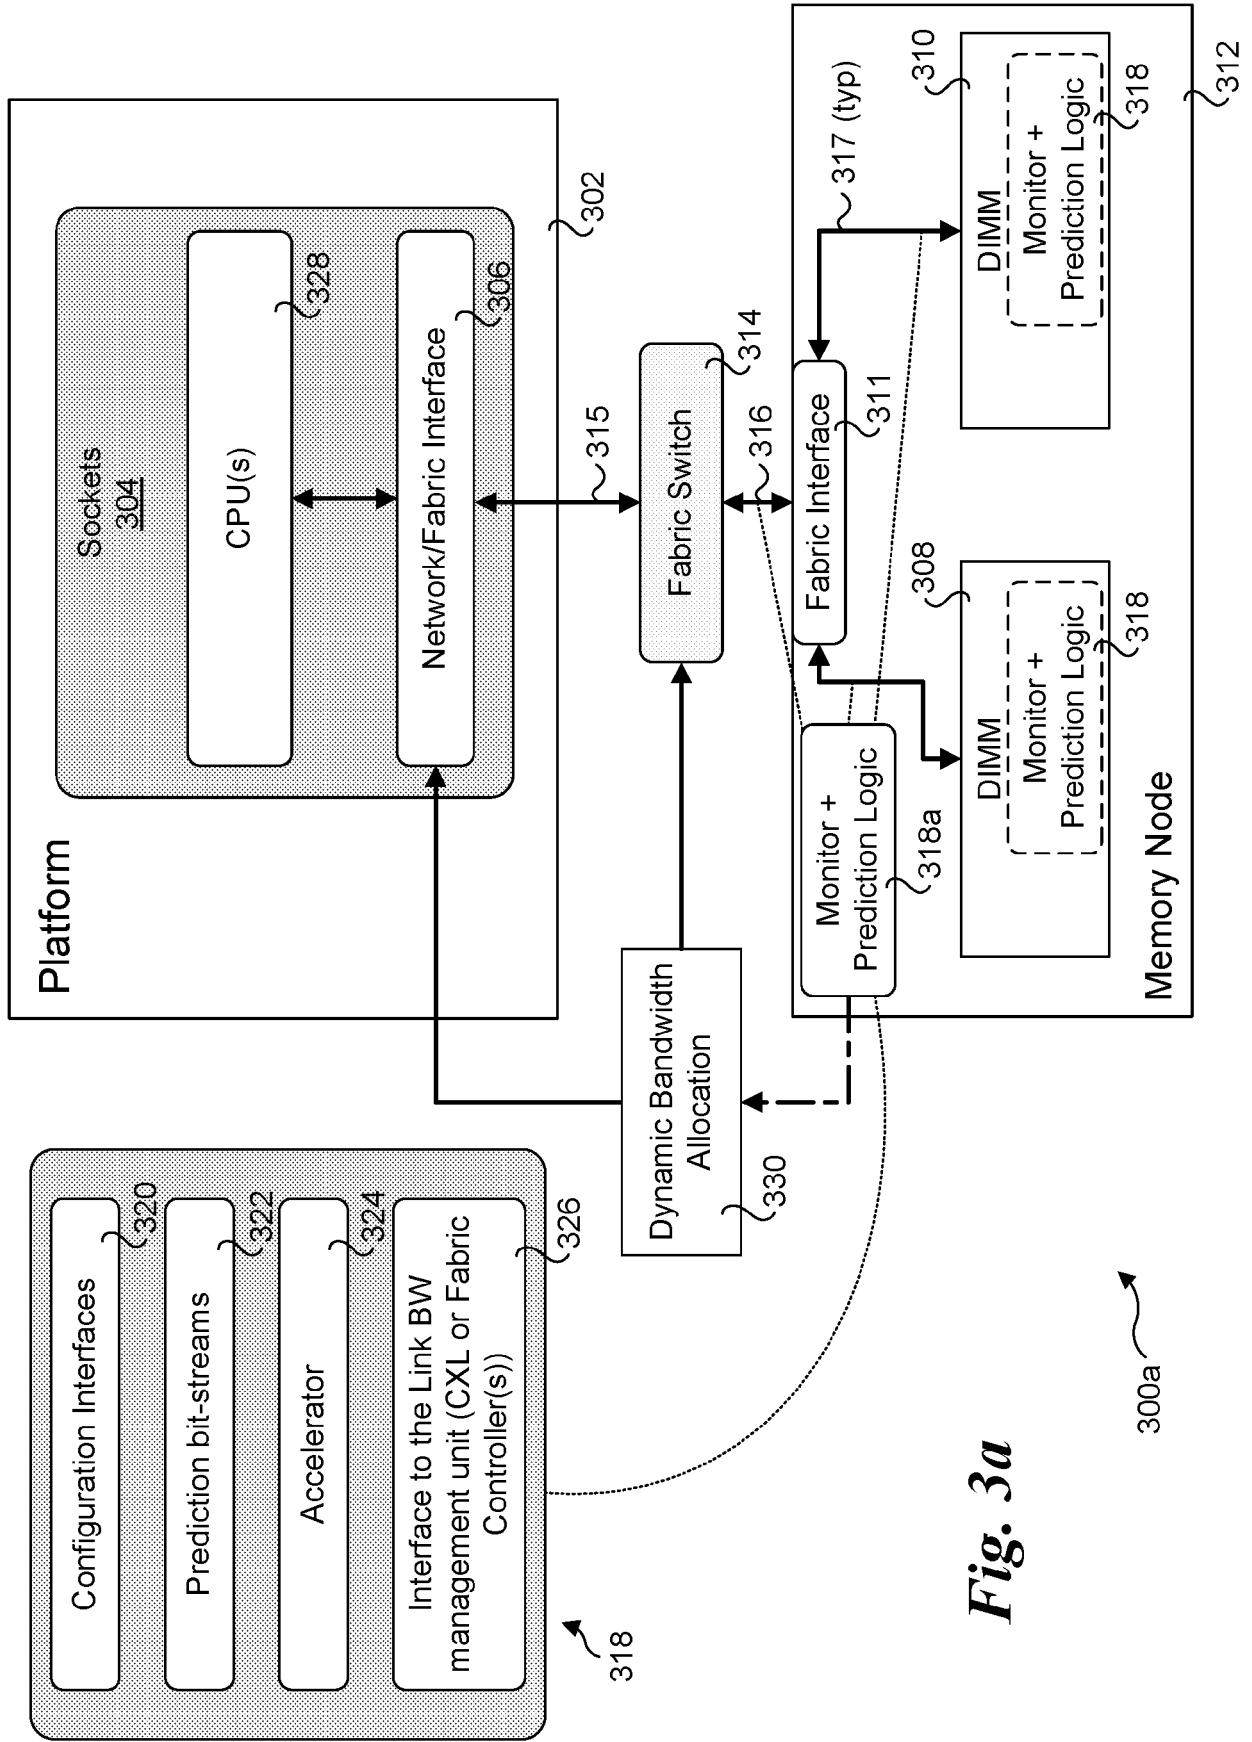 Configuration Interfaces
320
Prediction bit-streams
322
Accelerator
324
Interface to the Link BW
management unit (CXL or Fabric
Controller(s))
326
318
Platform
Sockets
304
CPU(s)
328
Network/Fabric Interface
306
302
315
Dynamic Bandwidth
Allocation
330
Fabric Switch
314
316
Fabric Interface
311
317 (typ)
Monitor +
Prediction Logic
318a
308
DIMM
Monitor +
Prediction Logic
318
310
DIMM
Monitor +
Prediction Logic
318
Memory Node
312
300a
Fig. 3a